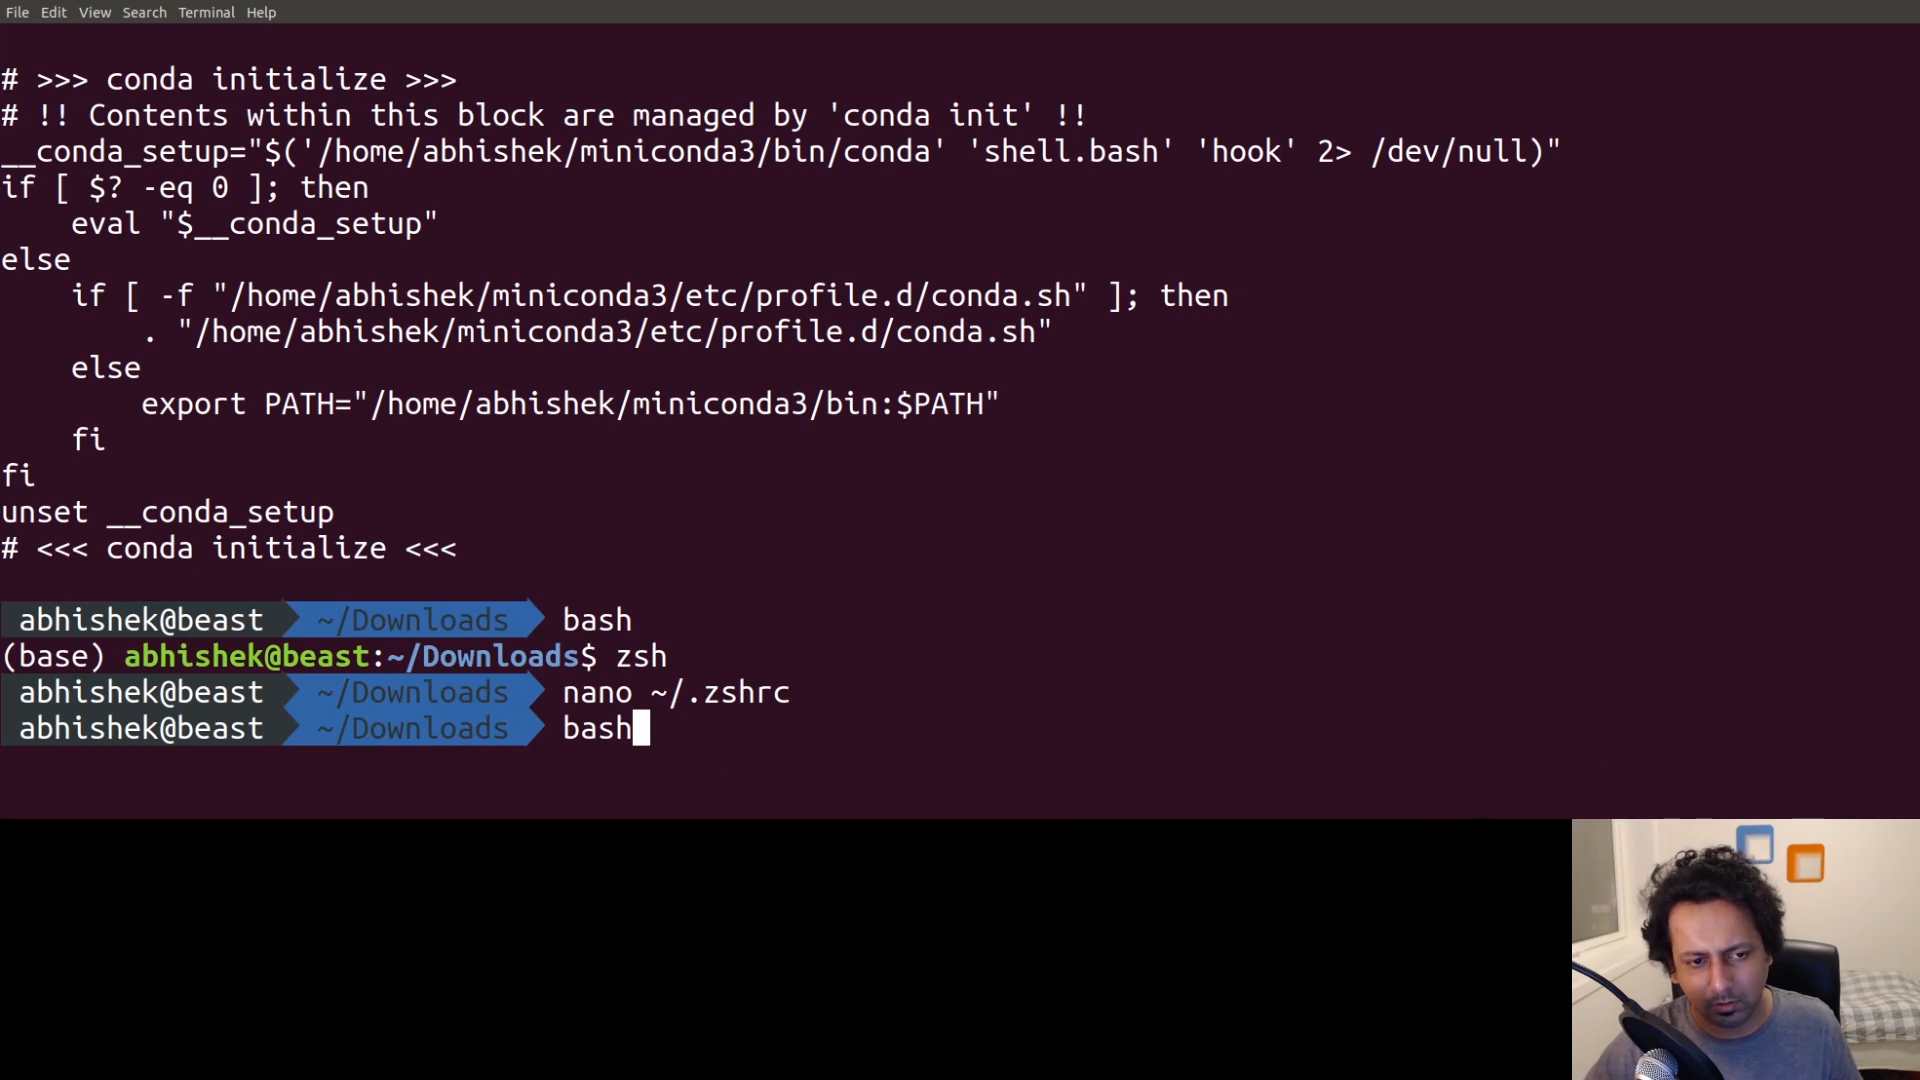 File Edit View Search Terminal Help
# >>> conda initialize >>>
# !! Contents within this block are managed by 'conda init' !!
__conda_setup="$('/home/abhishek/miniconda3/bin/conda' 'shell.bash' 'hook' 2> /dev/null)"
if [ $? -eq 0 ]; then
    eval "$__conda_setup"
else
    if [ -f "/home/abhishek/miniconda3/etc/profile.d/conda.sh" ]; then
        . "/home/abhishek/miniconda3/etc/profile.d/conda.sh"
    else
        export PATH="/home/abhishek/miniconda3/bin:$PATH"
    fi
fi
unset __conda_setup
# <<< conda initialize <<<
abhishek@beast ~/Downloads bash
(base) abhishek@beast:~/Downloads$ zsh
abhishek@beast ~/Downloads nano ~/.zshrc
abhishek@beast ~/Downloads bash